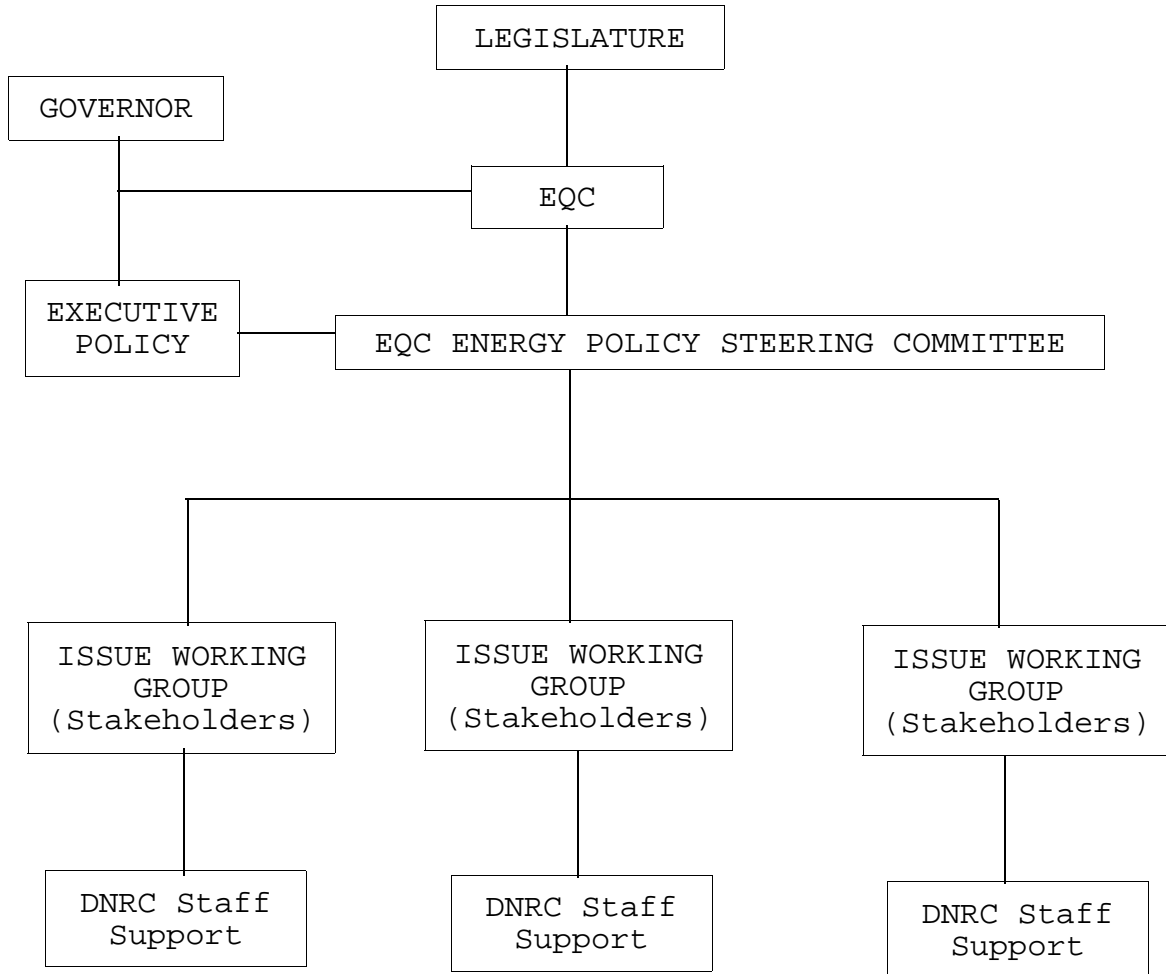 LEGISLATURE
GOVERNOR
EQC
EXECUTIVE
POLICY
EQC ENERGY POLICY STEERING COMMITTEE
ISSUE WORKING
GROUP
(Stakeholders)
ISSUE WORKING
GROUP
(Stakeholders)
ISSUE WORKING
GROUP
(Stakeholders)
DNRC Staff
Support
DNRC Staff
Support
DNRC Staff
Support